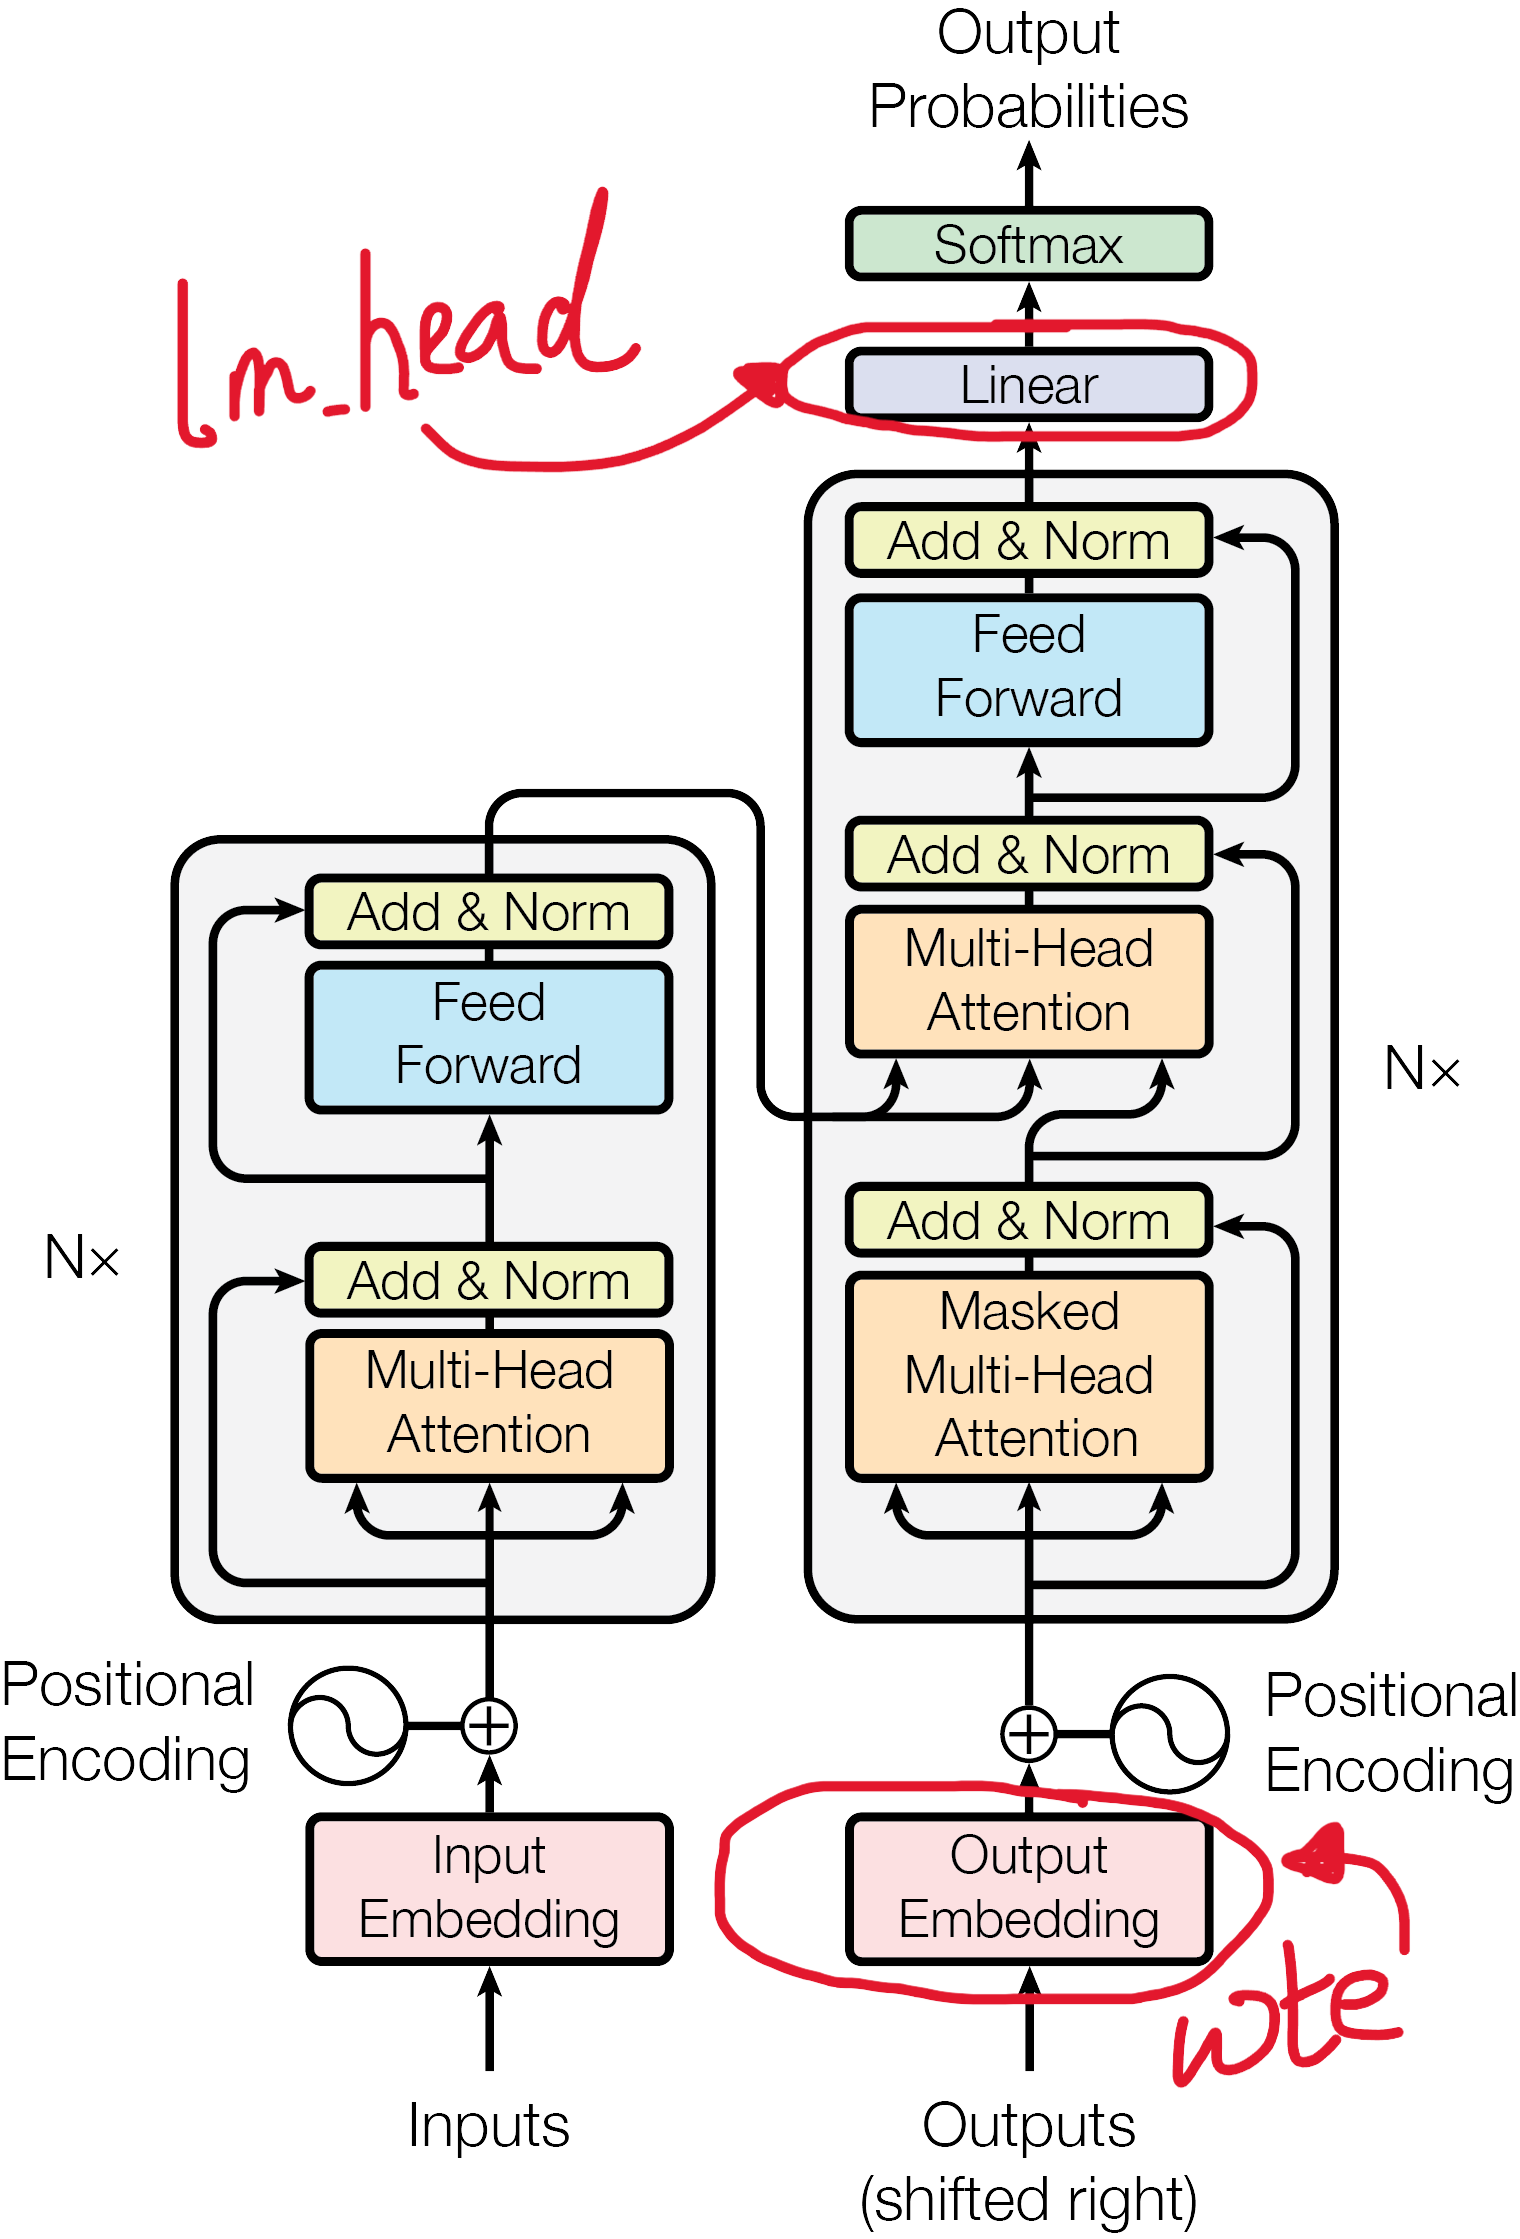 Output
Probabilities
Softmax
lm_head
Linear
Add & Norm
Feed
Forward
Add & Norm
Multi-Head
Attention
Nx
Add & Norm
Masked
Multi-Head
Attention
Add & Norm
Feed
Forward
Nx
Add & Norm
Multi-Head
Attention
Positional
Encoding
Positional
Encoding
Input
Embedding
Output
Embedding
wte
Inputs
Outputs
(shifted right)